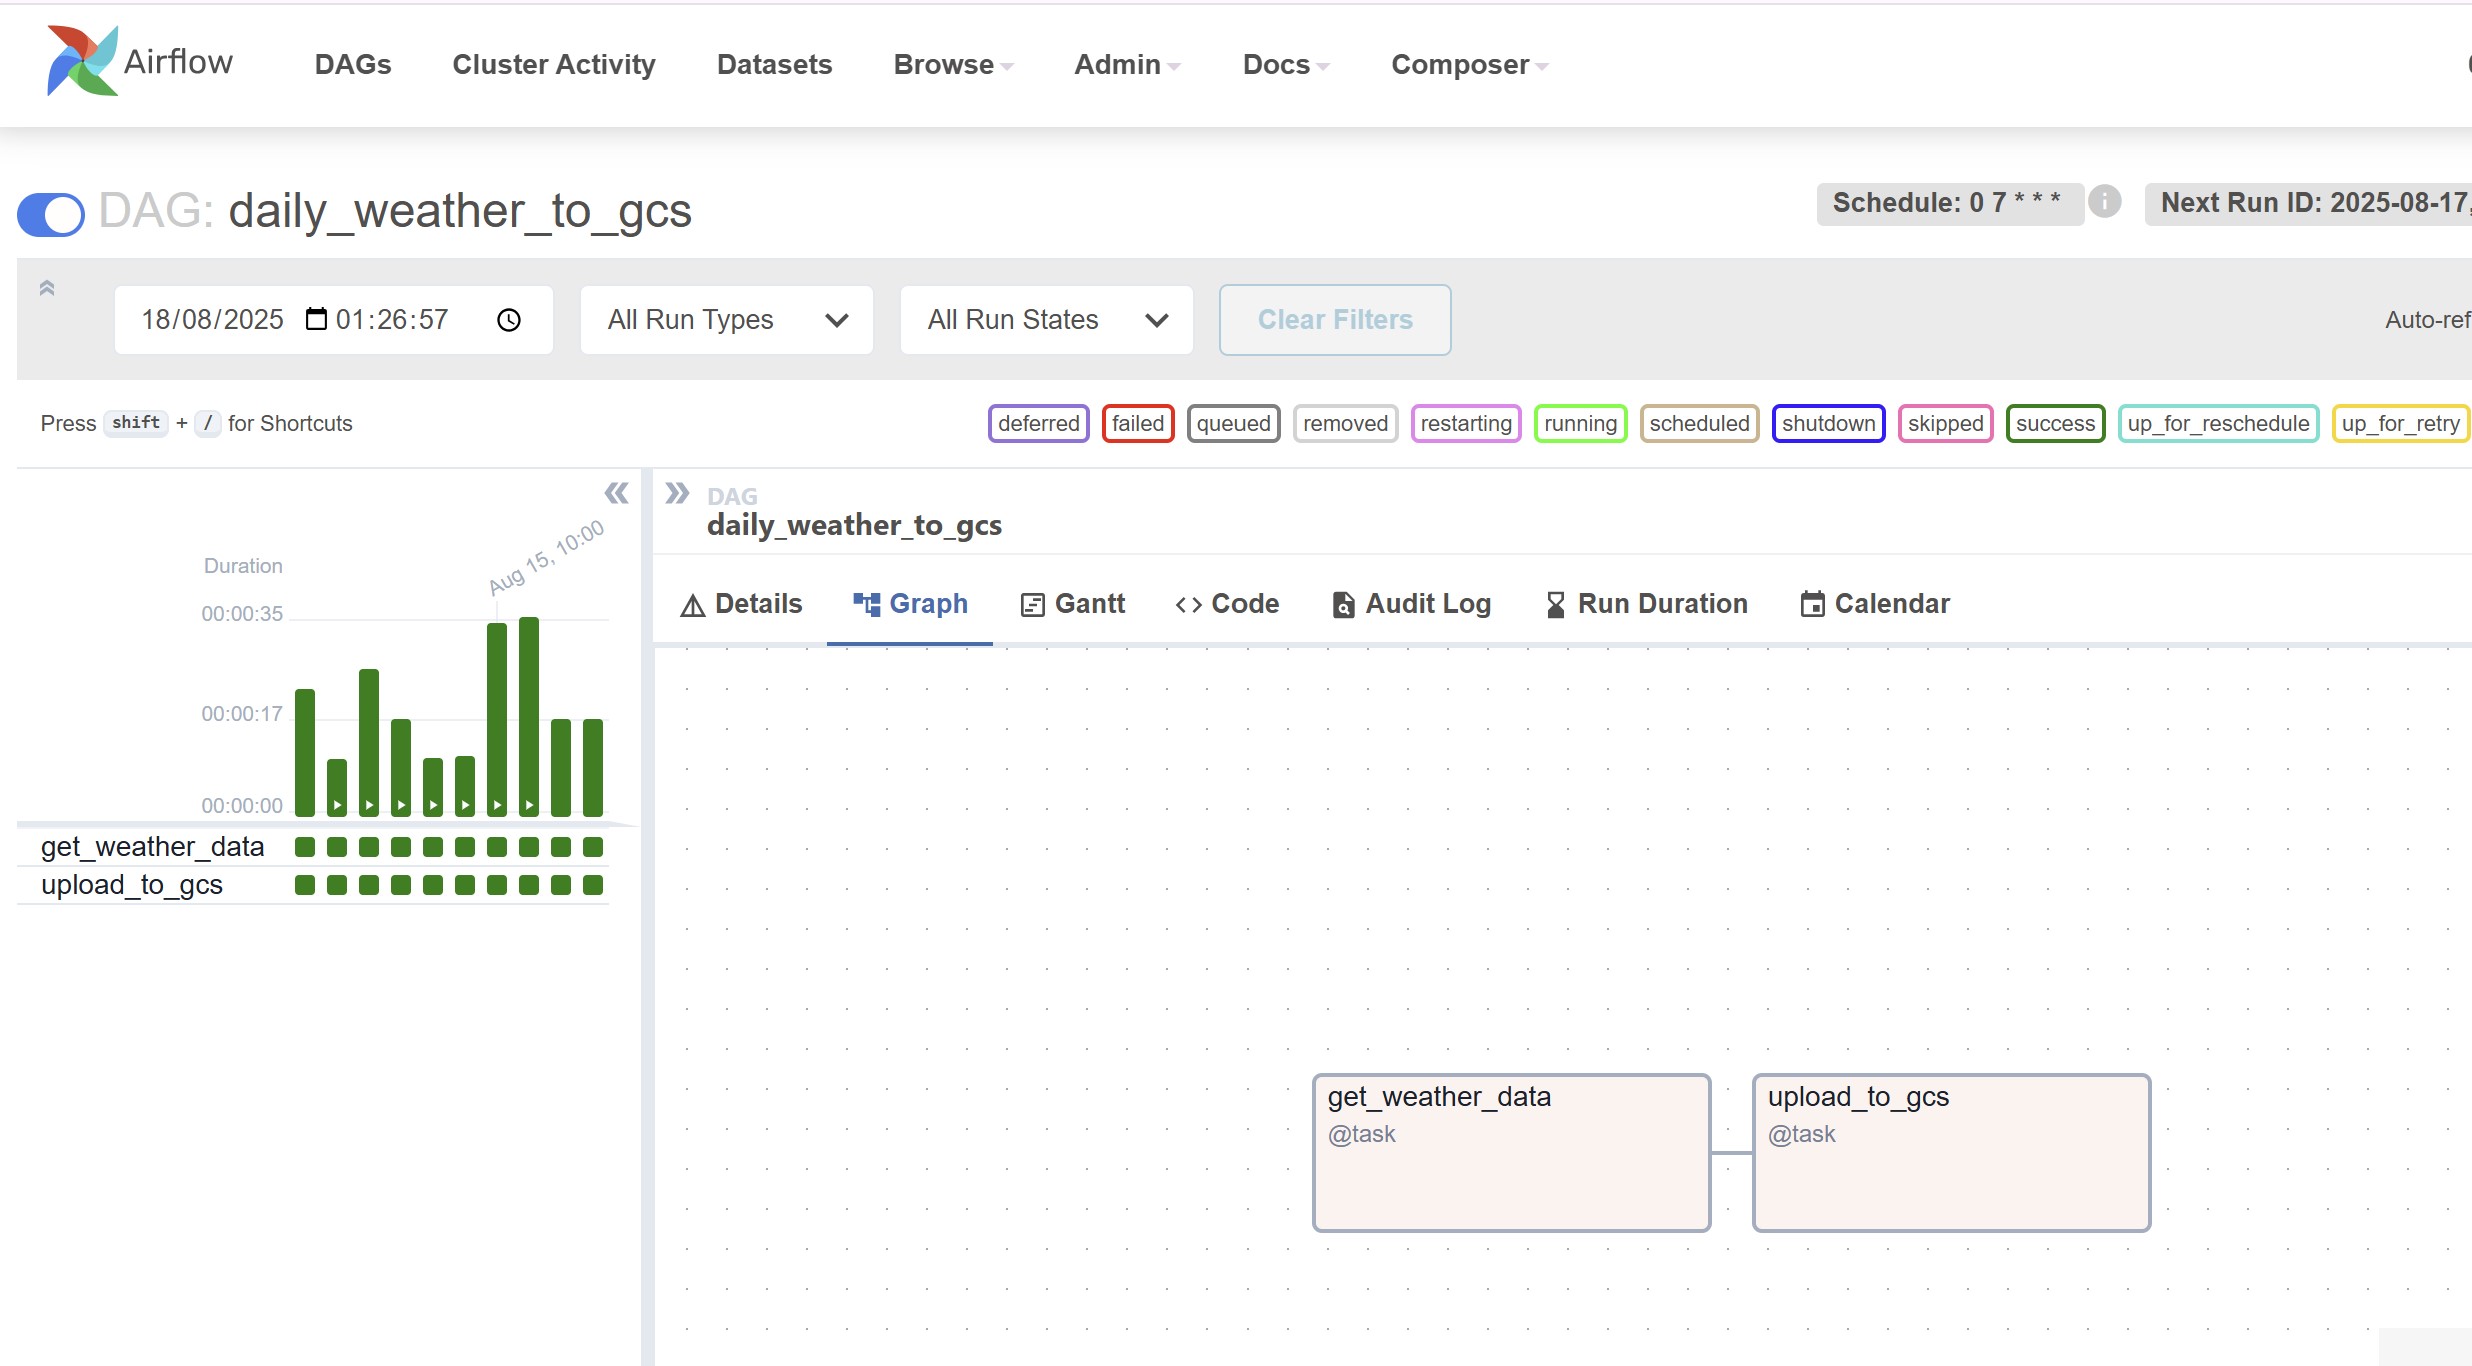 Airflow DAGs Cluster Activity Datasets Browse Admin Docs Composer
DAG: daily_weather_to_gcs
Schedule: 0 7 * * *
Next Run ID: 2025-08-17,
18/08/2025 01:26:57
All Run Types
All Run States
Clear Filters
Auto-ref
Press shift + / for Shortcuts
deferred failed queued removed restarting running scheduled shutdown skipped success up_for_reschedule up_for_retry
Duration
Aug 15, 10:00
00:00:35
00:00:17
00:00:00
get_weather_data
upload_to_gcs
DAG
daily_weather_to_gcs
Details Graph Gantt Code Audit Log Run Duration Calendar
get_weather_data
@task
upload_to_gcs
@task